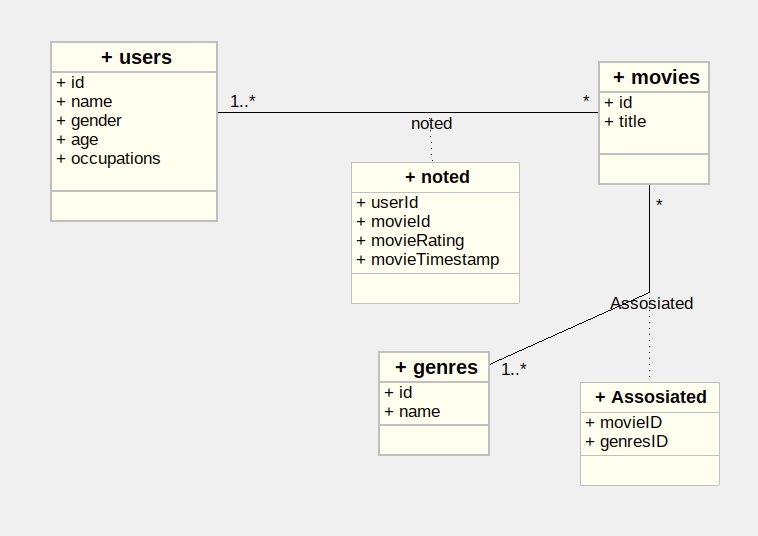 + users
+ id
+ name
+ gender
+ age
+ occupations
1..*
*
noted
+ movies
+ id
+ title
+ noted
+ userId
+ movieId
+ movieRating
+ movieTimestamp
*
Assosiated
+ genres
+ id
+ name
1..*
+ Assosiated
+ movieID
+ genresID